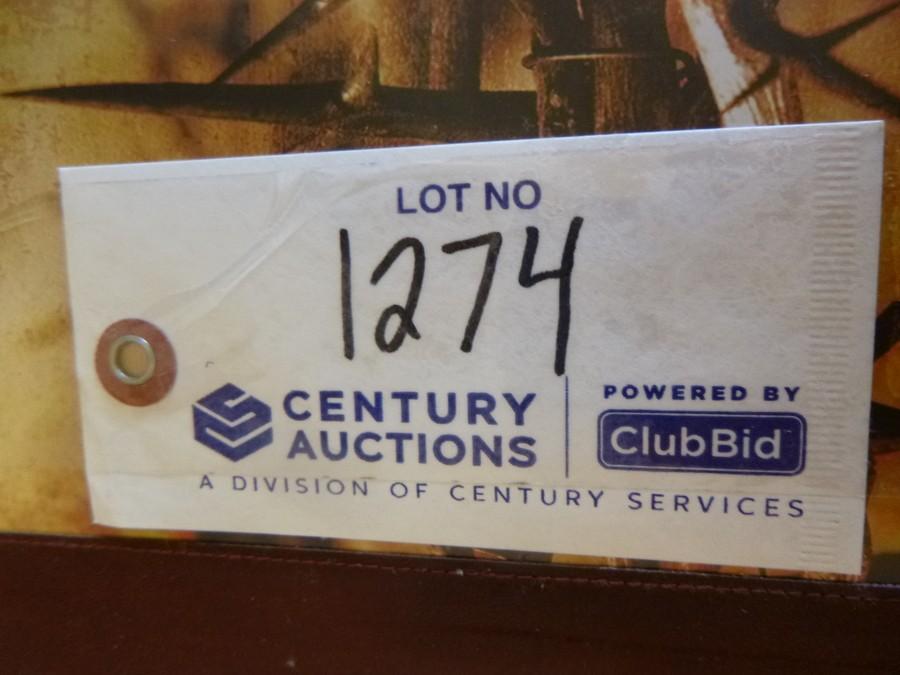 LOT NO
1274
CENTURY
AUCTIONS
POWERED BY
ClubBid
A DIVISION OF CENTURY SERVICES